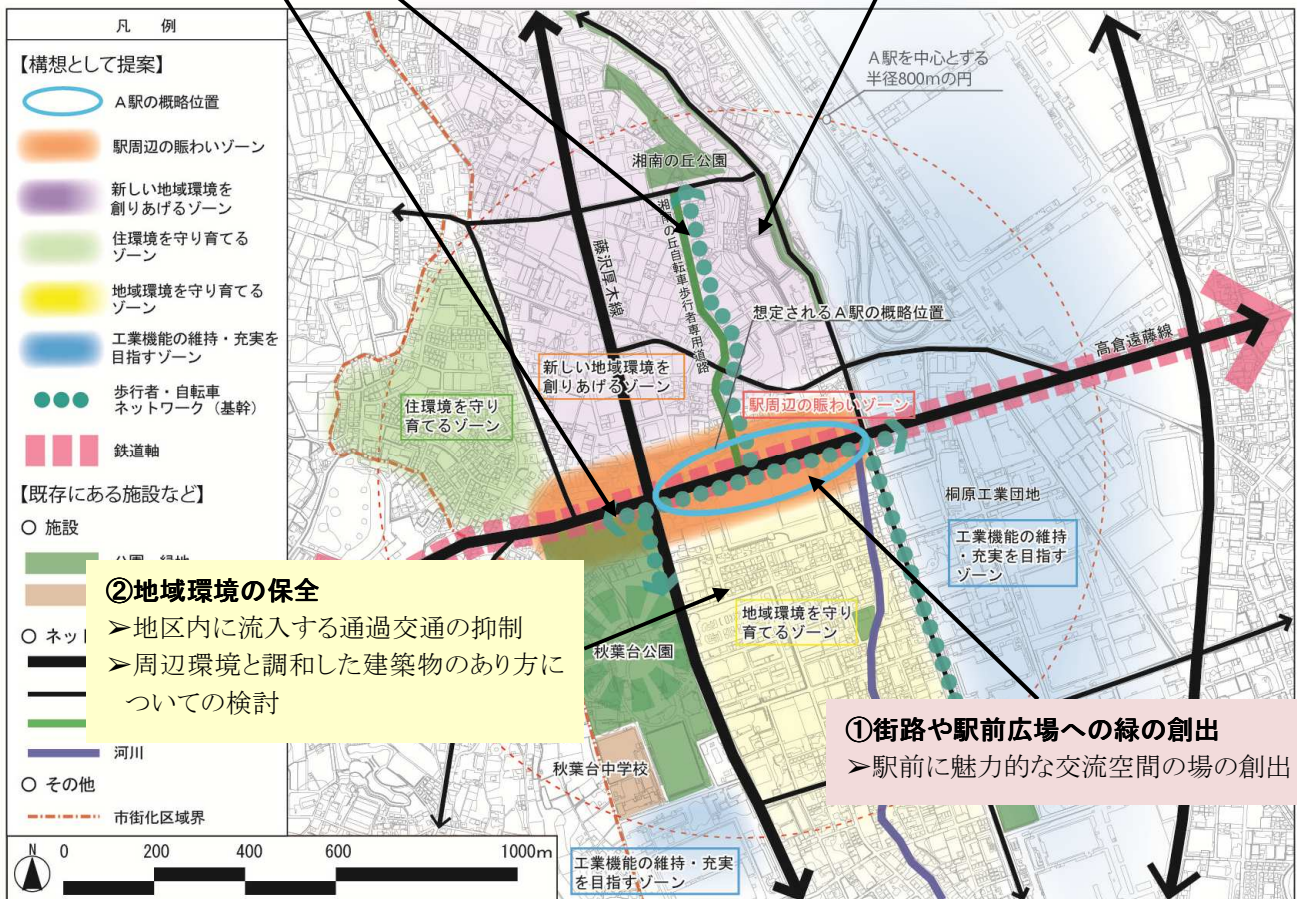 凡　例
【構想として提案】
A駅の概略位置
駅周辺の賑わいゾーン
新しい地域環境を
創りあげるゾーン
住環境を守り育てる
ゾーン
地域環境を守り育てる
ゾーン
工業機能の維持・充実を
目指すゾーン
歩行者・自転車
ネットワーク（基幹）
鉄道軸
【既存にある施設など】
○ 施設
○ ネット
河川
○ その他
市街化区域界
N
0
200
400
600
1000m
A駅を中心とする
半径800mの円
湘南の丘公園
湘南の丘自転車歩行者専用道路
藤沢厚木線
想定されるA駅の概略位置
高倉遠藤線
新しい地域環境を
創りあげるゾーン
駅周辺の賑わいゾーン
住環境を守り
育てるゾーン
桐原工業団地
工業機能の維持
・充実を目指す
ゾーン
②地域環境の保全
➢地区内に流入する通過交通の抑制
➢周辺環境と調和した建築物のあり方に
ついての検討
地域環境を守り
育てるゾーン
秋葉台公園
①街路や駅前広場への緑の創出
➢駅前に魅力的な交流空間の場の創出
秋葉台中学校
工業機能の維持・充実
を目指すゾーン